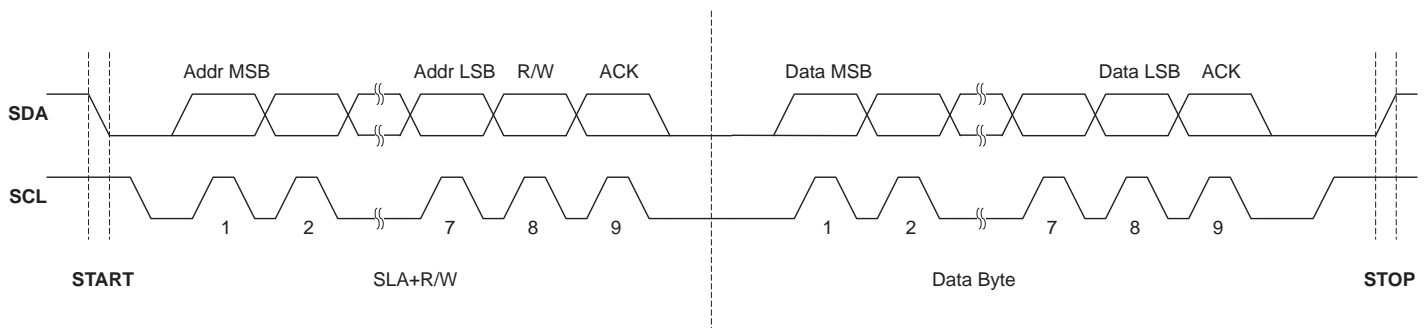 Addr MSB Addr LSB R/W ACK Data MSB Data LSB ACK
SDA
SCL
1 2 7 8 9 1 2 7 8 9
START SLA+R/W Data Byte STOP